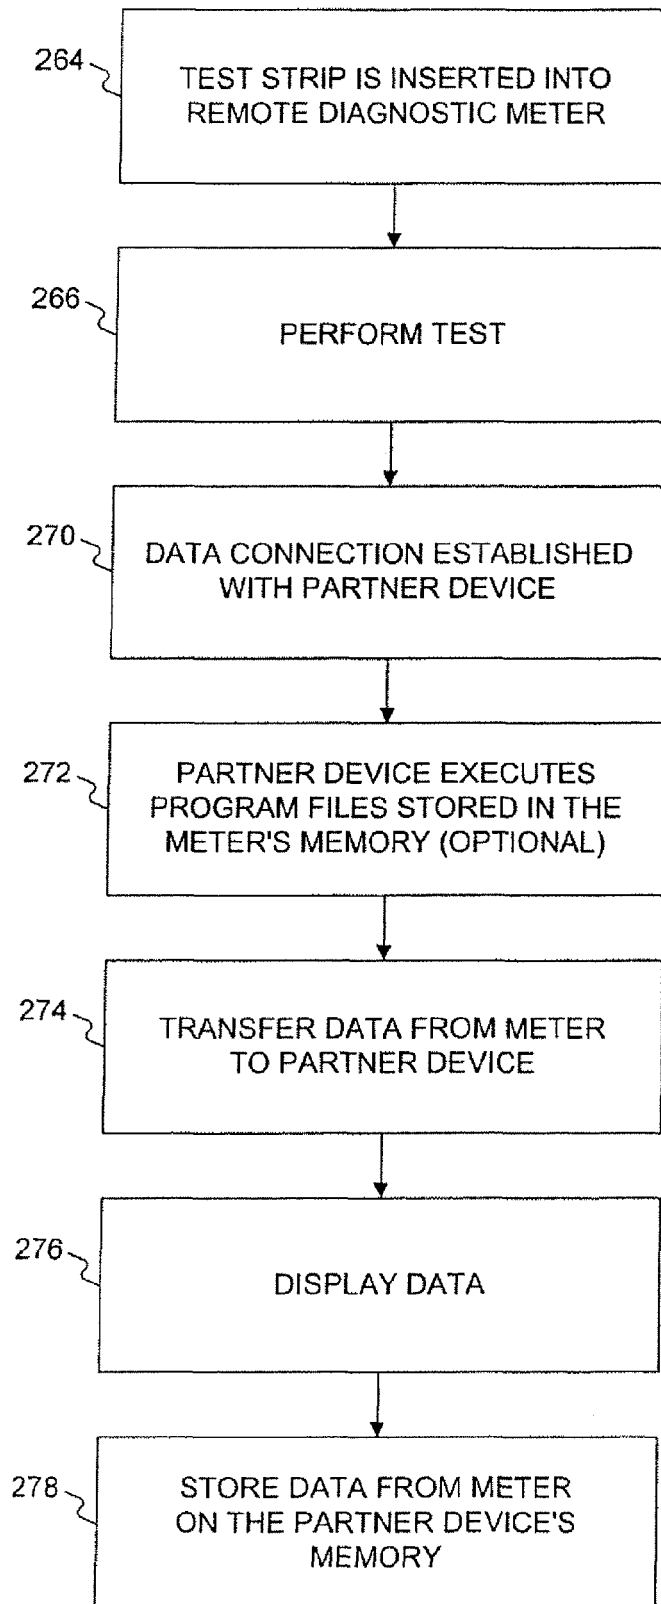 264
TEST STRIP IS INSERTED INTO
REMOTE DIAGNOSTIC METER
266
PERFORM TEST
270
DATA CONNECTION ESTABLISHED
WITH PARTNER DEVICE
272
PARTNER DEVICE EXECUTES
PROGRAM FILES STORED IN THE
METER'S MEMORY (OPTIONAL)
274
TRANSFER DATA FROM METER
TO PARTNER DEVICE
276
DISPLAY DATA
278
STORE DATA FROM METER
ON THE PARTNER DEVICE'S
MEMORY